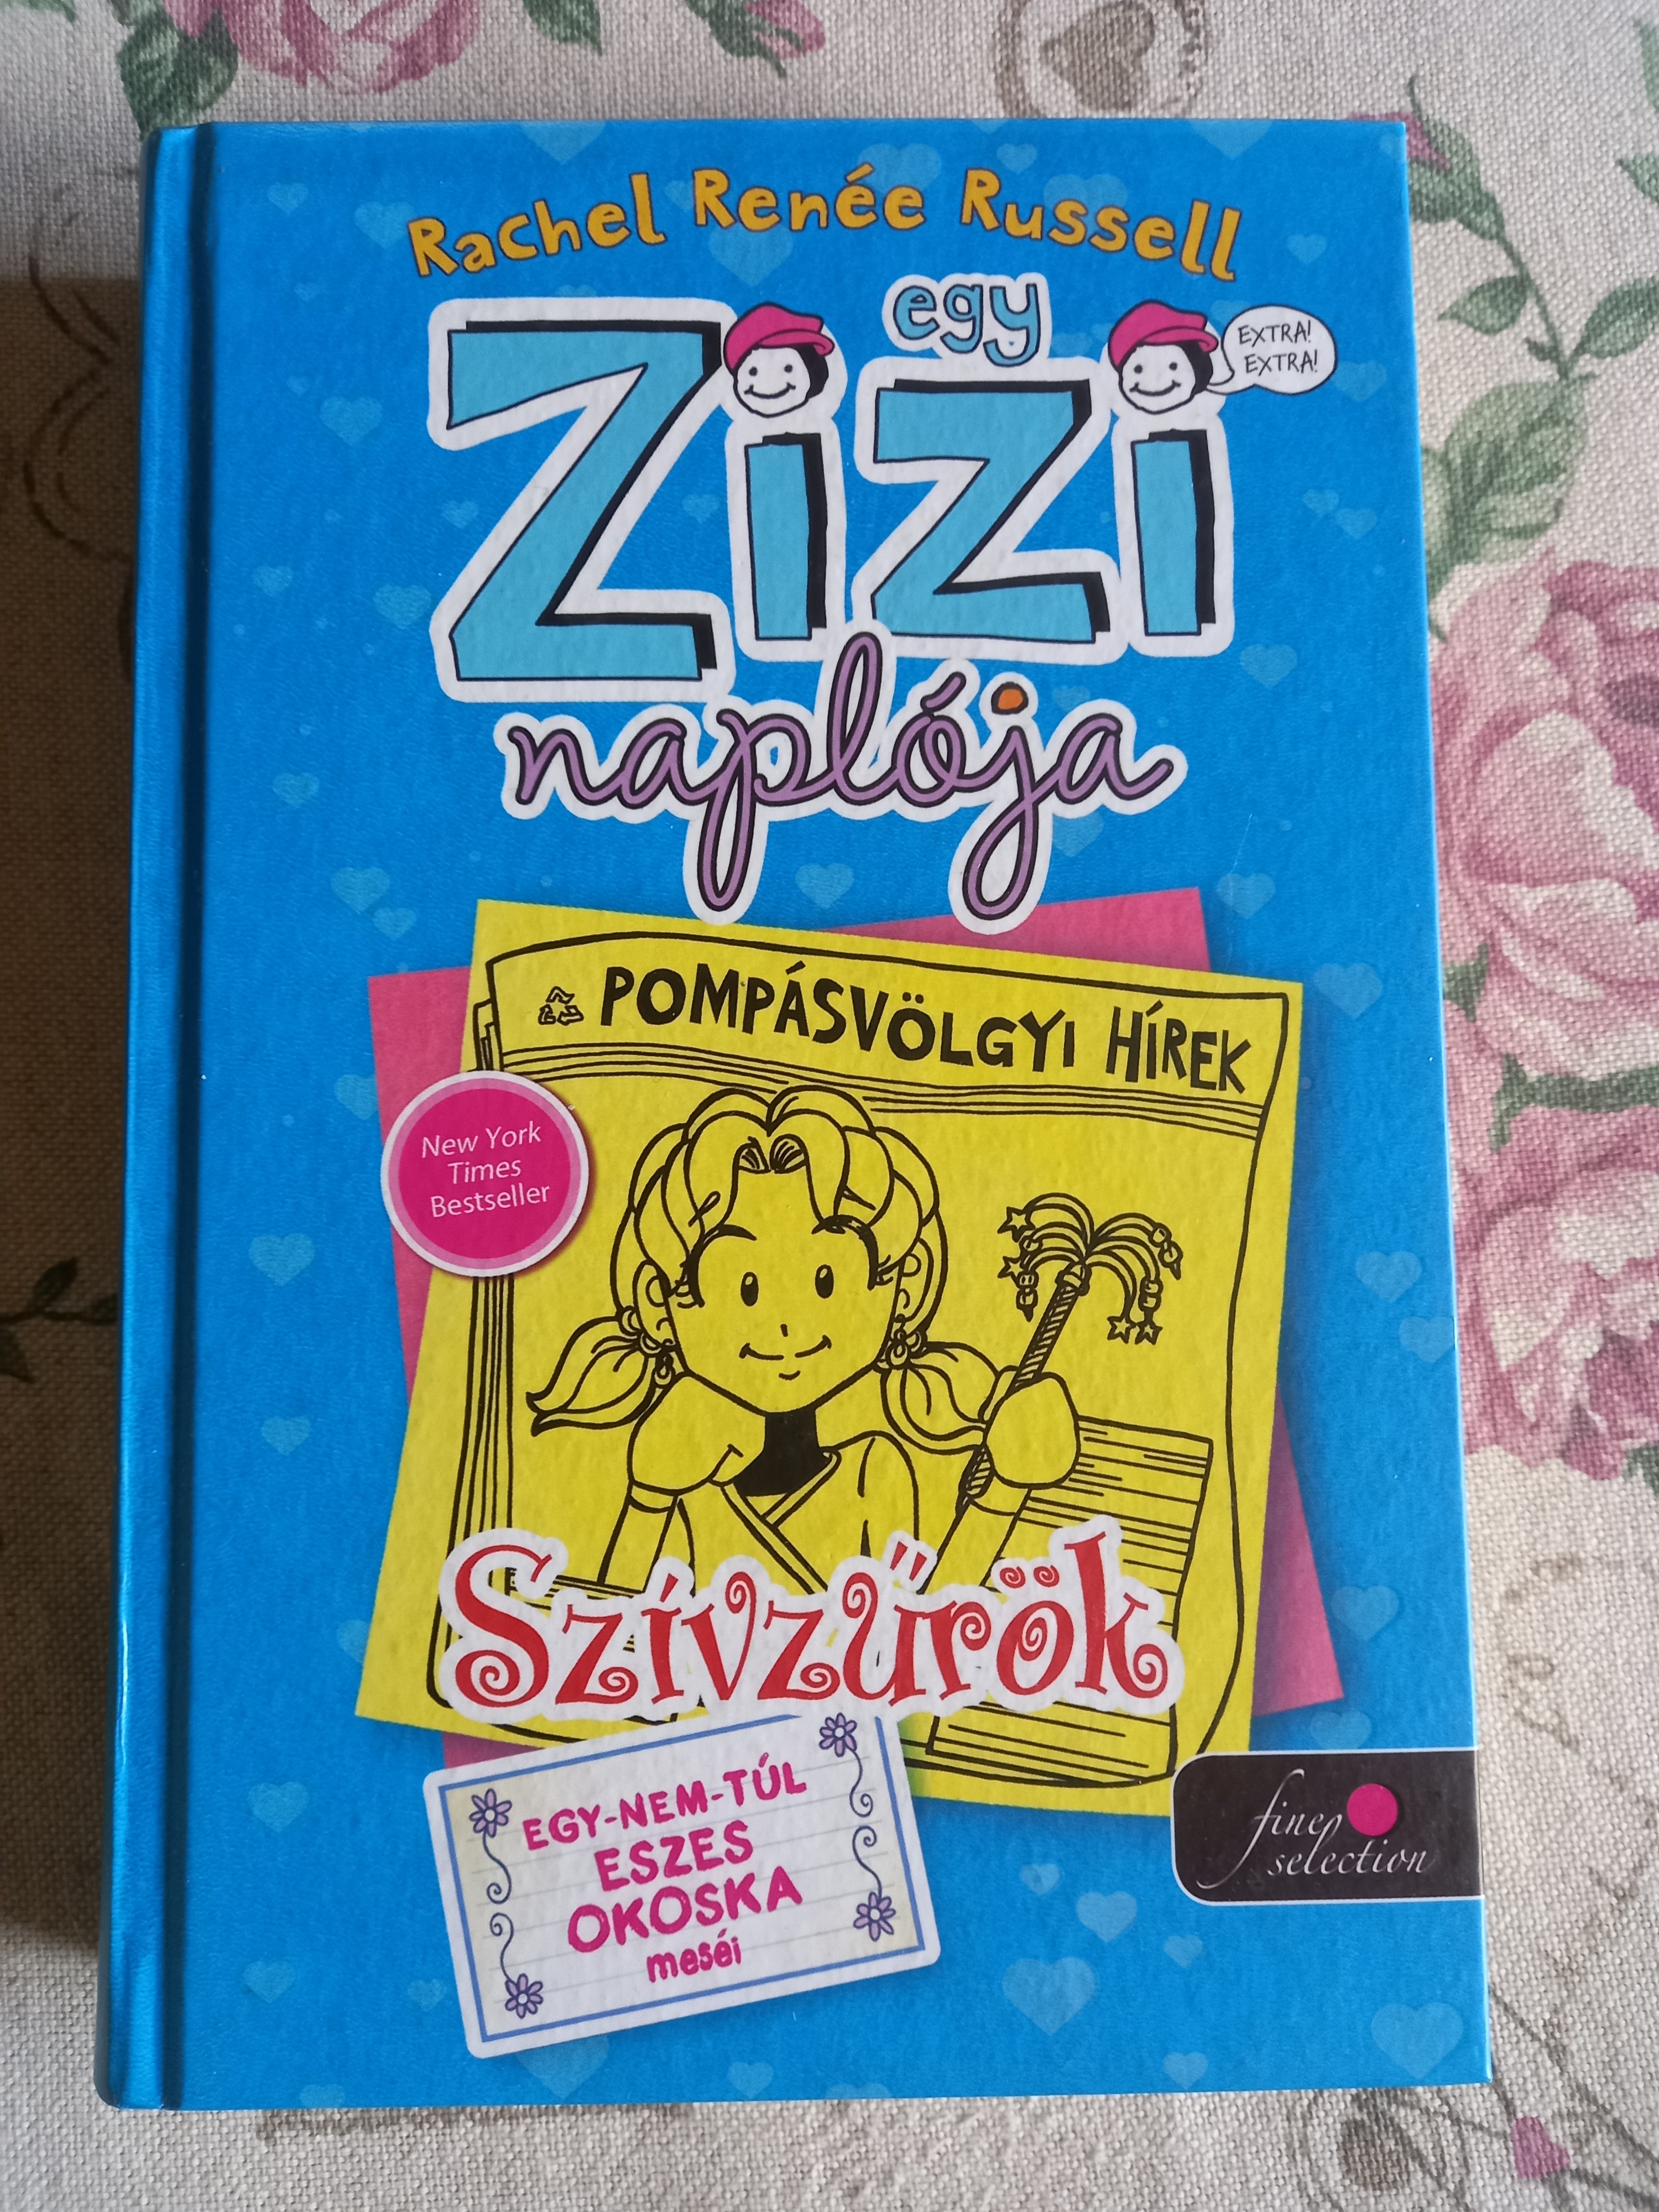 Rachel Renée Russell
egy
Zizi
naplója
EXTRA!
EXTRA!
POMPÁSVÖLGYI HÍREK
New York
Times
Bestseller
Szívzűrök
EGY-NEM-TÚL
ESZES
OKOSKA
meséi
fine
selection